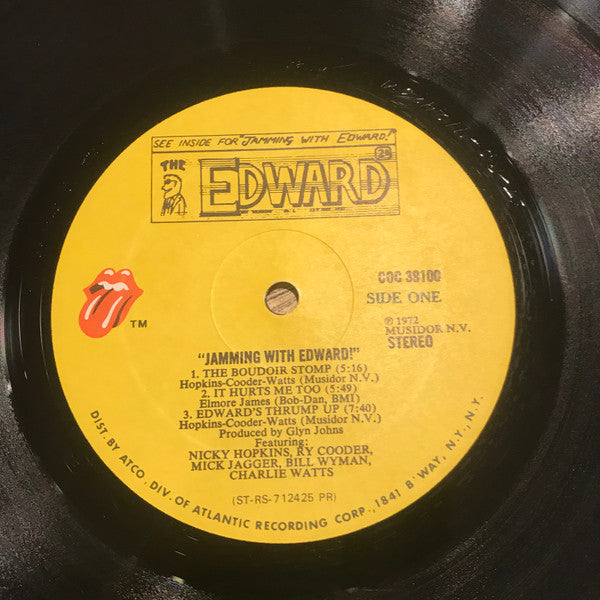 SEE INSIDE FOR "JAMMING WITH EDWARD!"
THE EDWARD
COC 39100
SIDE ONE
℗ 1972
MUSIDOR N.V.
STEREO
TM
"JAMMING WITH EDWARD!"
1. THE BOUDOIR STOMP (5:16)
Hopkins-Cooder-Watts (Musidor N.V.)
2. IT HURTS ME TOO (5:49)
Elmore James (Bob-Dan, BMI)
3. EDWARD'S THRUMP UP (7:40)
Hopkins-Cooder-Watts (Musidor N.V.)
Produced by Glyn Johns
Featuring:
NICKY HOPKINS, RY COODER,
MICK JAGGER, BILL WYMAN,
CHARLIE WATTS
(ST-RS-712425 PR)
DIST. BY ATCO, DIV. OF ATLANTIC RECORDING CORP., 1841 B'WAY, N.Y., N.Y.